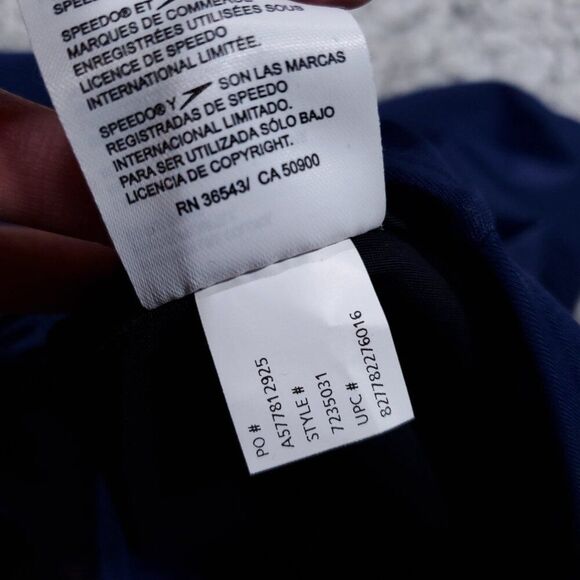 SPEEDO® ET
MARQUES DE COMMERCE
ENREGISTRÉES UTILISÉES SOUS
LICENCE DE SPEEDO
INTERNATIONAL LIMITÉE.
SPEEDO® Y SON LAS MARCAS
REGISTRADAS DE SPEEDO
INTERNACIONAL LIMITADO.
PARA SER UTILIZADA SÓLO BAJO
LICENCIA DE COPYRIGHT.
RN 36543/ CA 50900
PO #
A577812925
STYLE #
7235031
UPC #
827782276016